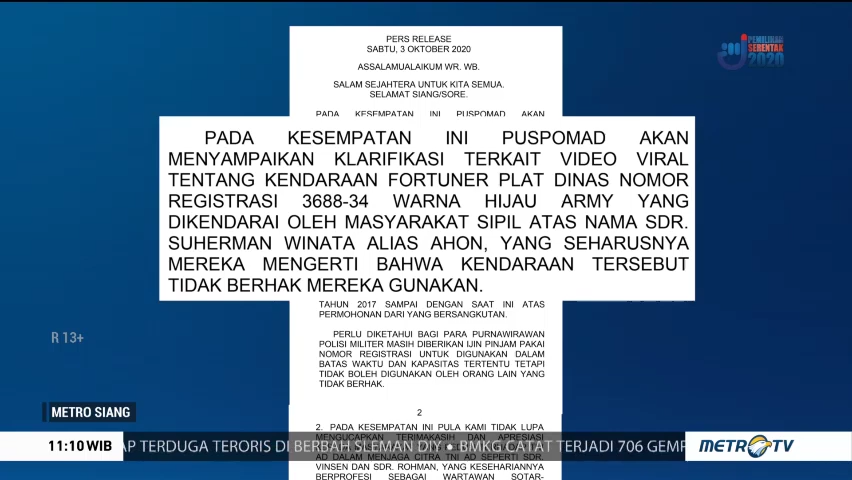 PERS RELEASE
SABTU, 3 OKTOBER 2020
ASSALAMUALAIKUM WR. WB.
SALAM SEJAHTERA UNTUK KITA SEMUA.
SELAMAT SIANG/SORE.
PADA KESEMPATAN INI PUSPOMAD AKAN
PEMILIHAN
SERENTAK
2020
PADA KESEMPATAN INI PUSPOMAD AKAN
MENYAMPAIKAN KLARIFIKASI TERKAIT VIDEO VIRAL
TENTANG KENDARAAN FORTUNER PLAT DINAS NOMOR
REGISTRASI 3688-34 WARNA HIJAU ARMY YANG
DIKENDARAI OLEH MASYARAKAT SIPIL ATAS NAMA SDR.
SUHERMAN WINATA ALIAS AHON, YANG SEHARUSNYA
MEREKA MENGERTI BAHWA KENDARAAN TERSEBUT
TIDAK BERHAK MEREKA GUNAKAN.
TAHUN 2017 SAMPAI DENGAN SAAT INI ATAS
PERMOHONAN DARI YANG BERSANGKUTAN.
PERLU DIKETAHUI BAGI PARA PURNAWIRAWAN
POLISI MILITER MASIH DIBERIKAN IJIN PINJAM PAKAI
NOMOR REGISTRASI UNTUK DIGUNAKAN DALAM
BATAS WAKTU DAN KAPASITAS TERTENTU TETAPI
TIDAK BOLEH DIGUNAKAN OLEH ORANG LAIN YANG
TIDAK BERHAK.
2
2. PADA KESEMPATAN INI PULA KAMI TIDAK LUPA
MENGUCAPKAN TERIMAKASIH DAN APRESIASI
AD DALAM MENJAGA CITRA TNI AD SEPERTI SDR.
VINSEN DAN SDR. ROHMAN, YANG KESEHARIANNYA
BERPROFESI SEBAGAI WARTAWAN SOTAR-
R 13+
METRO SIANG
11:10 WIB
AP TERDUGA TERORIS DI BERBAH SLEMAN DIY • BMKG CATAT TERJADI 706 GEMP
METRO TV